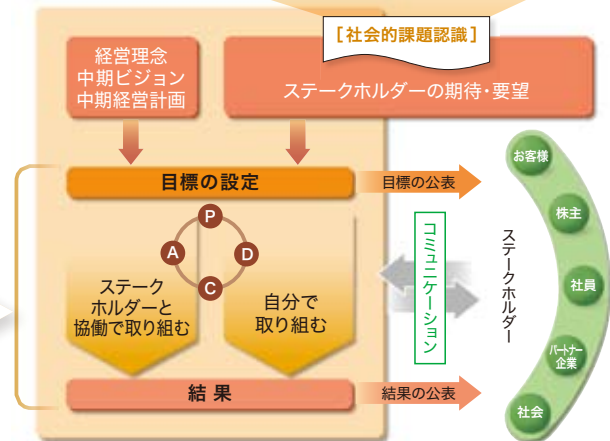 [社会的課題認識]
経営理念
中期ビジョン
中期経営計画
ステークホルダーの期待・要望
目標の設定
目標の公表
P
A
D
C
ステーク
ホルダーと
協働で取り組む
自分で
取り組む
コミュニケーション
ステークホルダー
お客様
株主
社員
パートナー
企業
社会
結果
結果の公表